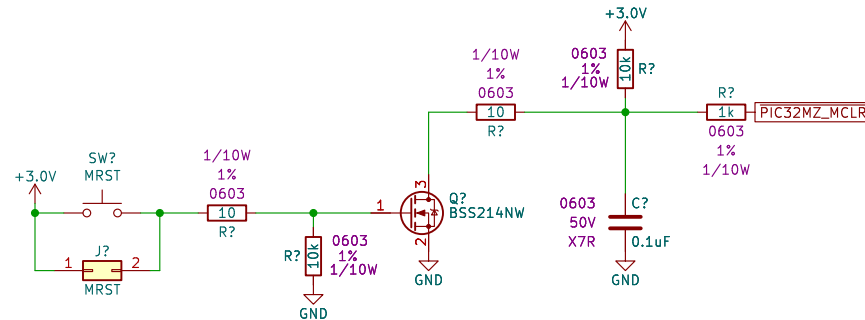 +3.0V
SW?
MRST
J?
1
2
MRST
1/10W
1%
0603
10
R?
R?
10k
0603
1%
1/10W
GND
1
3
2
Q?
BSS214NW
GND
1/10W
1%
0603
10
R?
+3.0V
0603
1%
1/10W
10k
R?
0603
50V
X7R
C?
0.1uF
GND
R?
1k
0603
1%
1/10W
PIC32MZ_MCLR